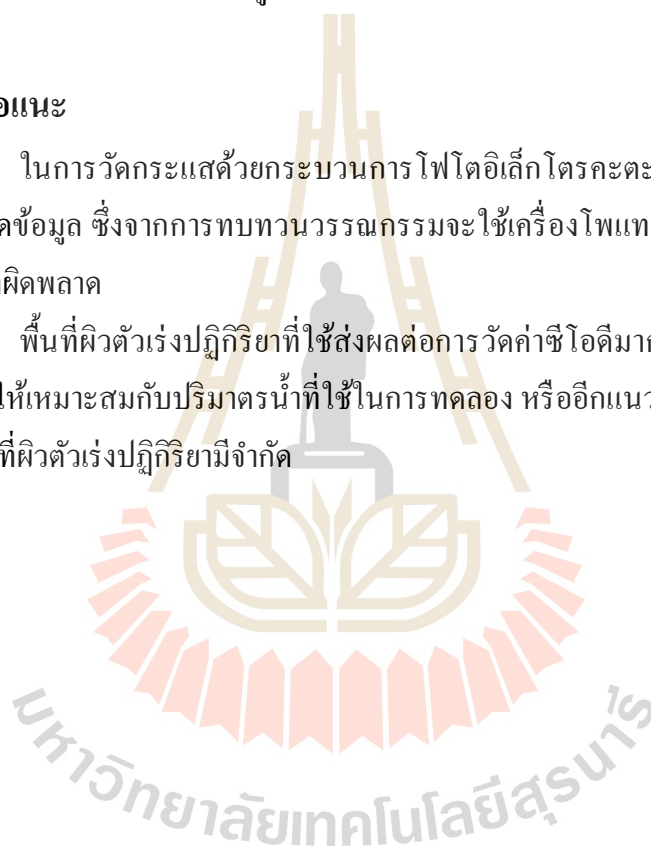 อแนะ
ในการวัดกระแสด้วยกระบวนการโฟโตอิเล็กโตรคะตะ
ดข้อมูล ซึ่งจากการทบทวนวรรณกรรมจะใช้เครื่องโพแท
ผิดพลาด
พื้นที่ผิวตัวเร่งปฏิกิริยาที่ใช้ส่งผลต่อการวัดค่าซีโอดีมา
ให้เหมาะสมกับปริมาตรน้ำที่ใช้ในการทดลอง หรืออีกแนว
ที่ผิวตัวเร่งปฏิกิริยามีจำกัด
มหาวิทยาลัยเทคโนโลยีสุรนารี